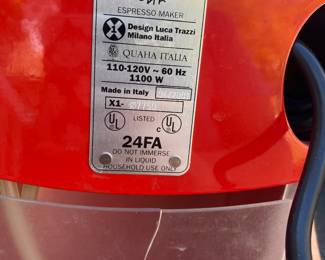 ESPRESSO MAKER
Design Luca Trazzi
Milano Italia
QUAHA ITALIA
110-120V ~ 60 Hz
1100 W
Made in Italy
X1-
UL LISTED C UL
24FA
DO NOT IMMERSE
IN LIQUID
HOUSEHOLD USE ONLY